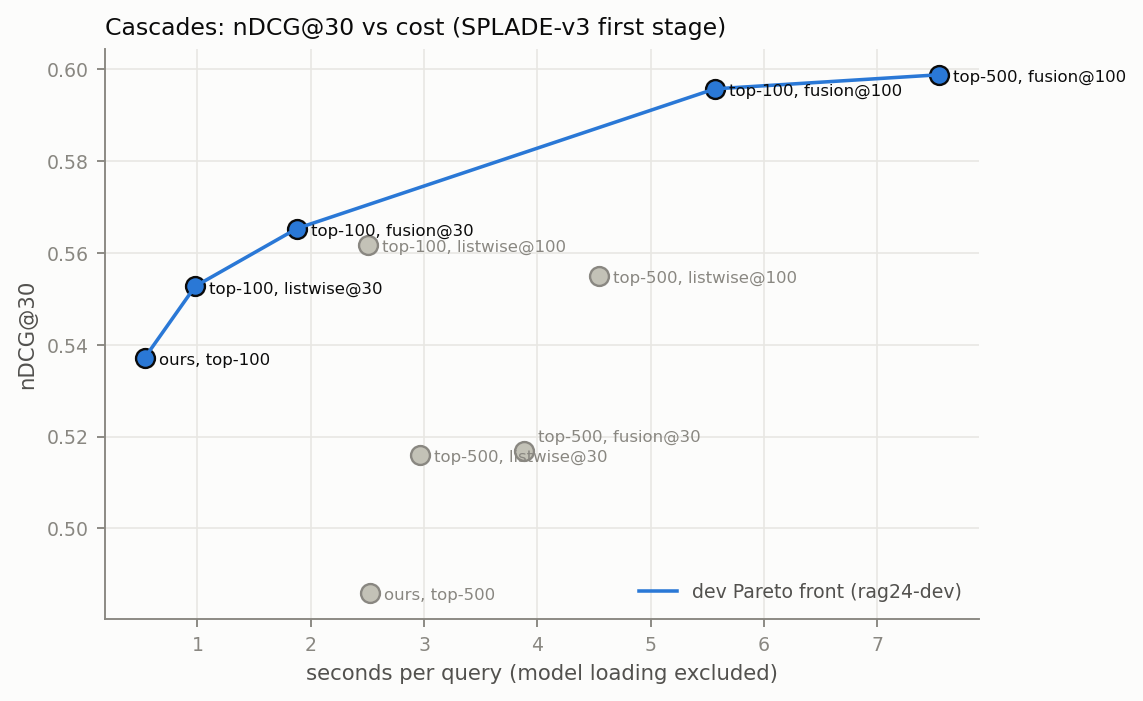 Cascades: nDCG@30 vs cost (SPLADE-v3 first stage)
0.60
0.58
0.56
0.54
0.52
0.50
nDCG@30
top-500, fusion@100
top-100, fusion@100
top-100, fusion@30
top-100, listwise@100
top-500, listwise@100
top-100, listwise@30
ours, top-100
top-500, fusion@30
top-500, listwise@30
ours, top-500
dev Pareto front (rag24-dev)
1 2 3 4 5 6 7
seconds per query (model loading excluded)